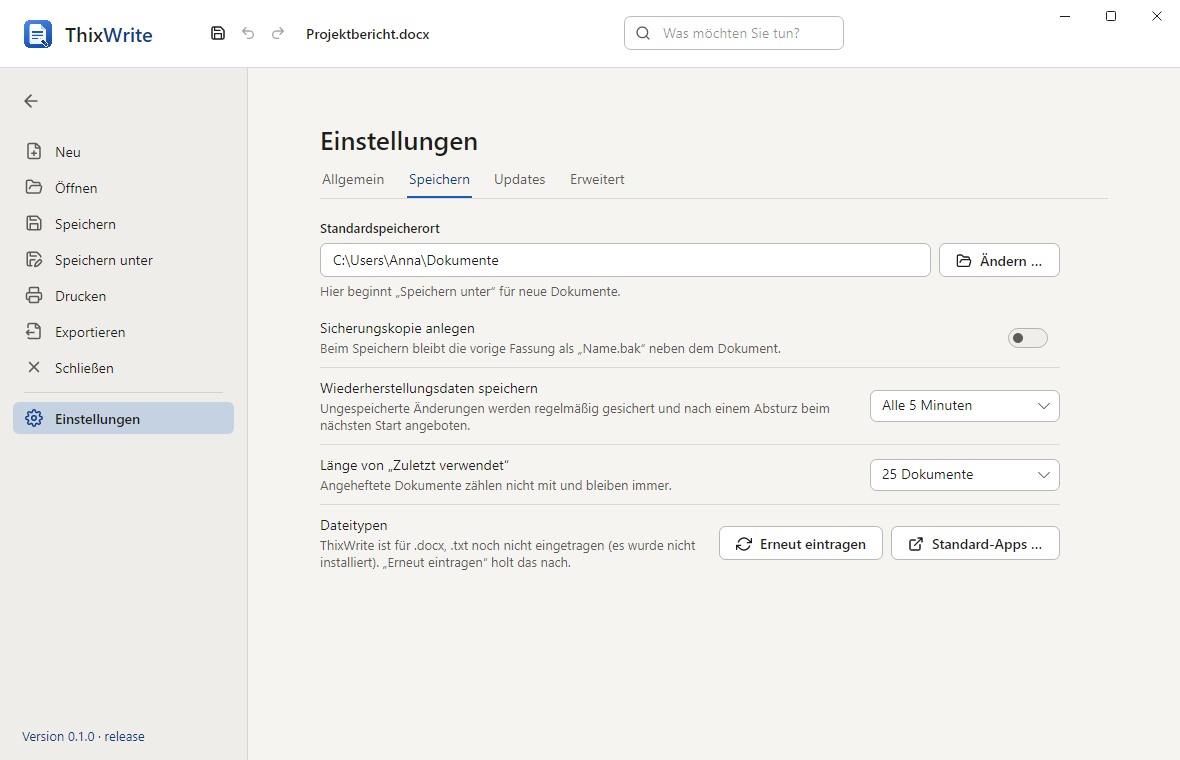 ThixWrite
Projektbericht.docx
Was möchten Sie tun?
Neu
Öffnen
Speichern
Speichern unter
Drucken
Exportieren
Schließen
Einstellungen
Version 0.1.0 · release
Einstellungen
Allgemein
Speichern
Updates
Erweitert
Standardspeicherort
C:\Users\Anna\Dokumente
Ändern ...
Hier beginnt „Speichern unter“ für neue Dokumente.
Sicherungskopie anlegen
Beim Speichern bleibt die vorige Fassung als „Name.bak“ neben dem Dokument.
Wiederherstellungsdaten speichern
Ungespeicherte Änderungen werden regelmäßig gesichert und nach einem Absturz beim
nächsten Start angeboten.
Alle 5 Minuten
Länge von „Zuletzt verwendet“
Angeheftete Dokumente zählen nicht mit und bleiben immer.
25 Dokumente
Dateitypen
ThixWrite ist für .docx, .txt noch nicht eingetragen (es wurde nicht
installiert). „Erneut eintragen“ holt das nach.
Erneut eintragen
Standard-Apps ...